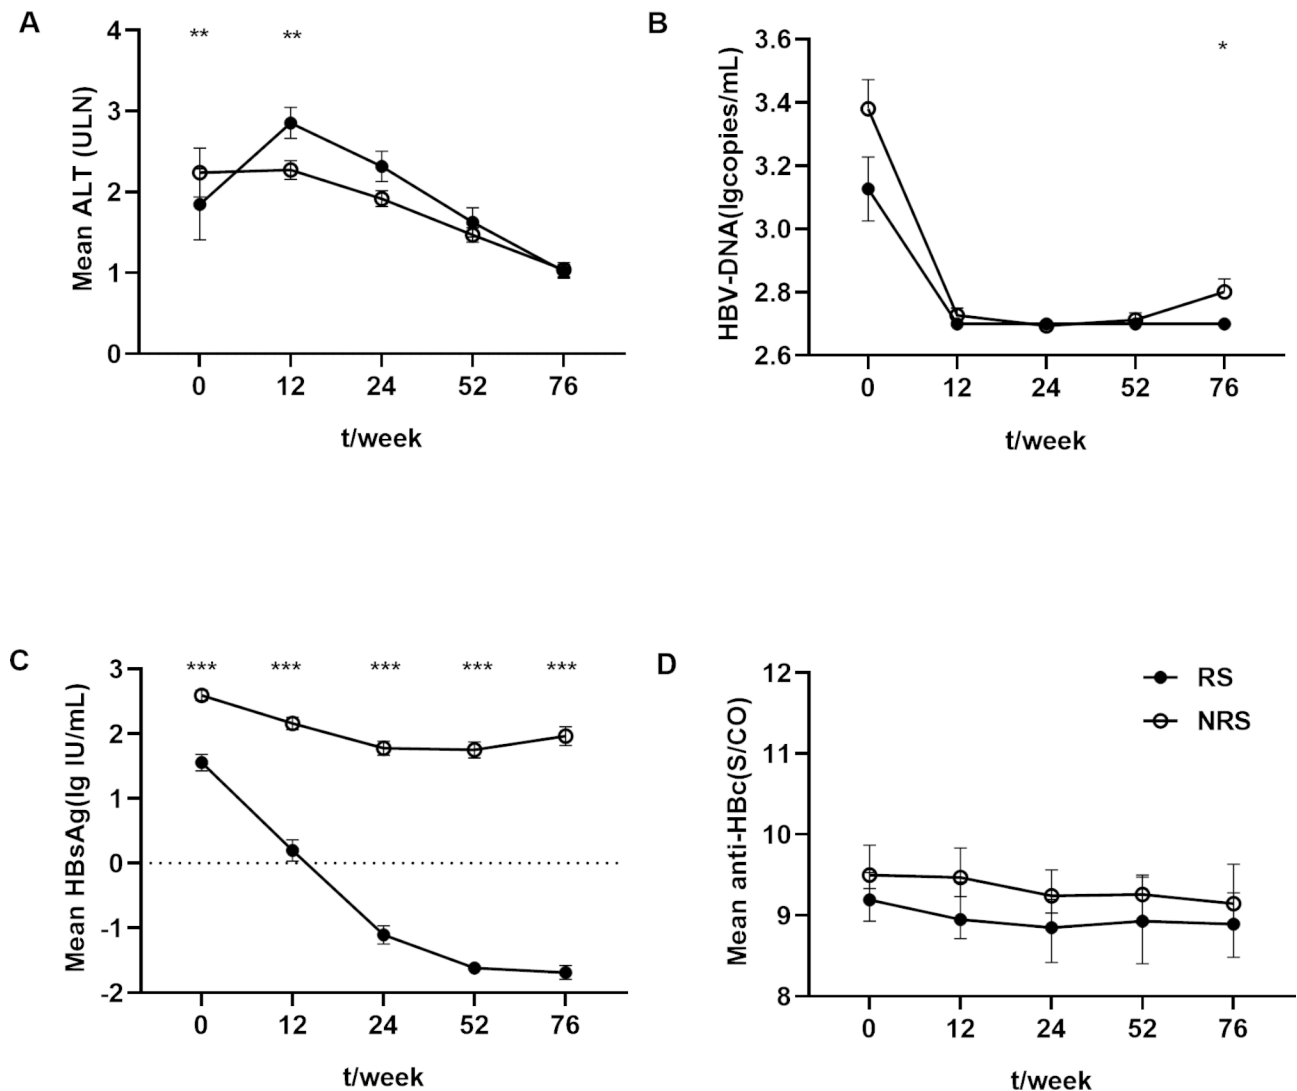 A
Mean ALT (ULN)
4
3
2
1
0
** **
0 12 24 52 76
t/week
B
HBV-DNA(lgcopies/mL)
3.6
3.4
3.2
3.0
2.8
2.6
*
0 12 24 52 76
t/week
C
Mean HBsAg(lg IU/mL)
3
2
1
0
-1
-2
*** *** *** *** ***
0 12 24 52 76
t/week
D
Mean anti-HBc(S/CO)
12
11
10
9
8
RS
NRS
0 12 24 52 76
t/week